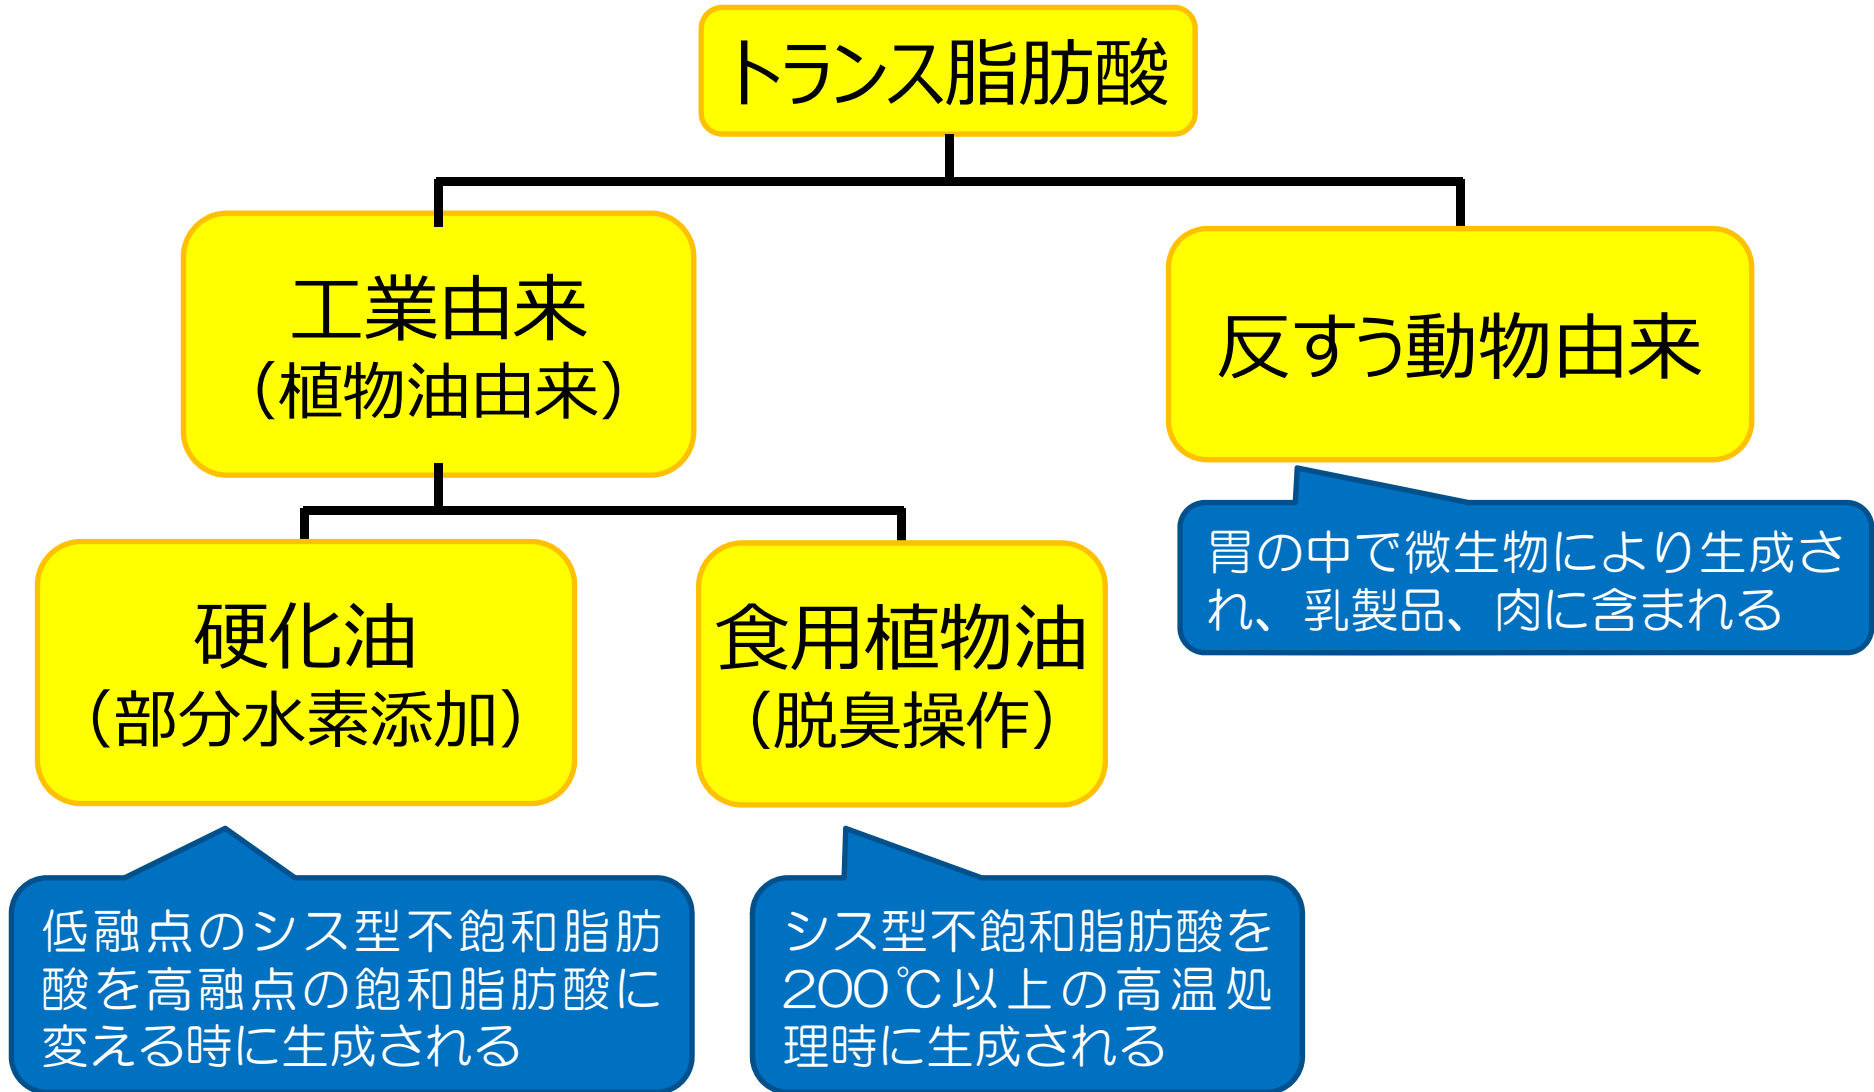 トランス脂肪酸
工業由来
（植物油由来）
反すう動物由来
胃の中で微生物により生成さ
れ、乳製品、肉に含まれる
硬化油
（部分水素添加）
食用植物油
（脱臭操作）
低融点のシス型不飽和脂肪
酸を高融点の飽和脂肪酸に
変える時に生成される
シス型不飽和脂肪酸を
200℃以上の高温処
理時に生成される